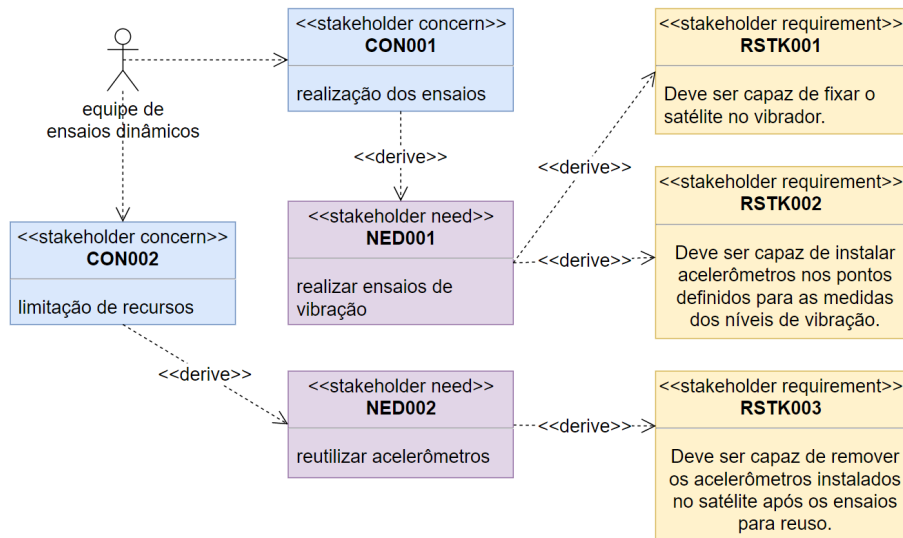 <<stakeholder concern>>
CON001
realização dos ensaios
<<stakeholder requirement>>
RSTK001
Deve ser capaz de fixar o
satélite no vibrador.
equipe de
ensaios dinâmicos
<<derive>>
<<derive>>
<<stakeholder concern>>
CON002
limitação de recursos
<<stakeholder need>>
NED001
realizar ensaios de
vibração
<<derive>>
<<stakeholder requirement>>
RSTK002
Deve ser capaz de instalar
acelerômetros nos pontos
definidos para as medidas
dos níveis de vibração.
<<derive>>
<<stakeholder need>>
NED002
reutilizar acelerômetros
<<derive>>
<<stakeholder requirement>>
RSTK003
Deve ser capaz de remover
os acelerômetros instalados
no satélite após os ensaios
para reuso.